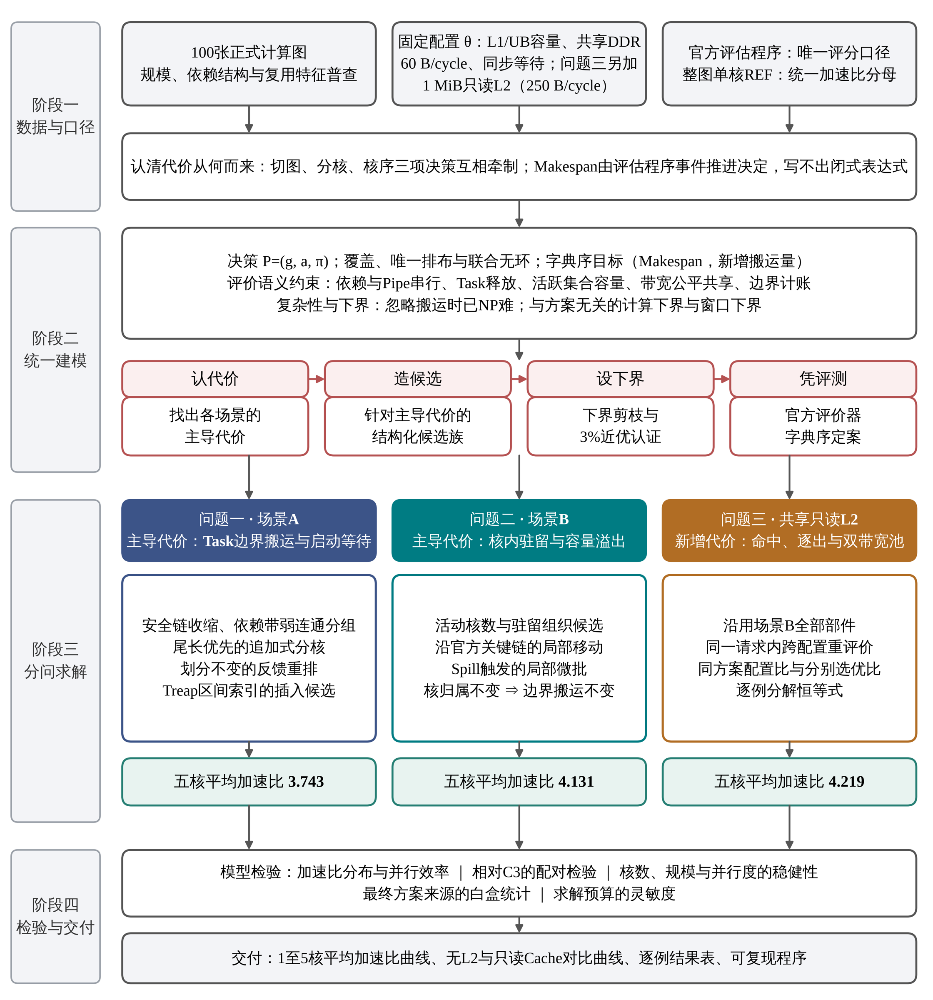 阶段一
数据与口径
100张正式计算图
规模、依赖结构与复用特征普查
固定配置 θ：L1/UB容量、共享DDR
60 B/cycle、同步等待；问题三另加
1 MiB只读L2（250 B/cycle）
官方评估程序：唯一评分口径
整图单核REF：统一加速比分母
认清代价从何而来：切图、分核、核序三项决策互相牵制；Makespan由评估程序事件推进决定，写不出闭式表达式
阶段二
统一建模
决策 P=(g, a, π)；覆盖、唯一排布与联合无环；字典序目标（Makespan，新增搬运量）
评价语义约束：依赖与Pipe串行、Task释放、活跃集合容量、带宽公平共享、边界计账
复杂性与下界：忽略搬运时已NP难；与方案无关的计算下界与窗口下界
认代价
找出各场景的
主导代价
造候选
针对主导代价的
结构化候选族
设下界
下界剪枝与
3%近优认证
凭评测
官方评价器
字典序定案
阶段三
分问求解
问题一 · 场景A
主导代价：Task边界搬运与启动等待
安全链收缩、依赖带弱连通分组
尾长优先的追加式分核
划分不变的反馈重排
Treap区间索引的插入候选
五核平均加速比 3.743
问题二 · 场景B
主导代价：核内驻留与容量溢出
活动核数与驻留组织候选
沿官方关键链的局部移动
Spill触发的局部微批
核归属不变 ⇒ 边界搬运不变
五核平均加速比 4.131
问题三 · 共享只读L2
新增代价：命中、逐出与双带宽池
沿用场景B全部部件
同一请求内跨配置重评价
同方案配置比与分别选优比
逐例分解恒等式
五核平均加速比 4.219
阶段四
检验与交付
模型检验：加速比分布与并行效率 ｜ 相对C3的配对检验 ｜ 核数、规模与并行度的稳健性
最终方案来源的白盒统计 ｜ 求解预算的灵敏度
交付：1至5核平均加速比曲线、无L2与只读Cache对比曲线、逐例结果表、可复现程序